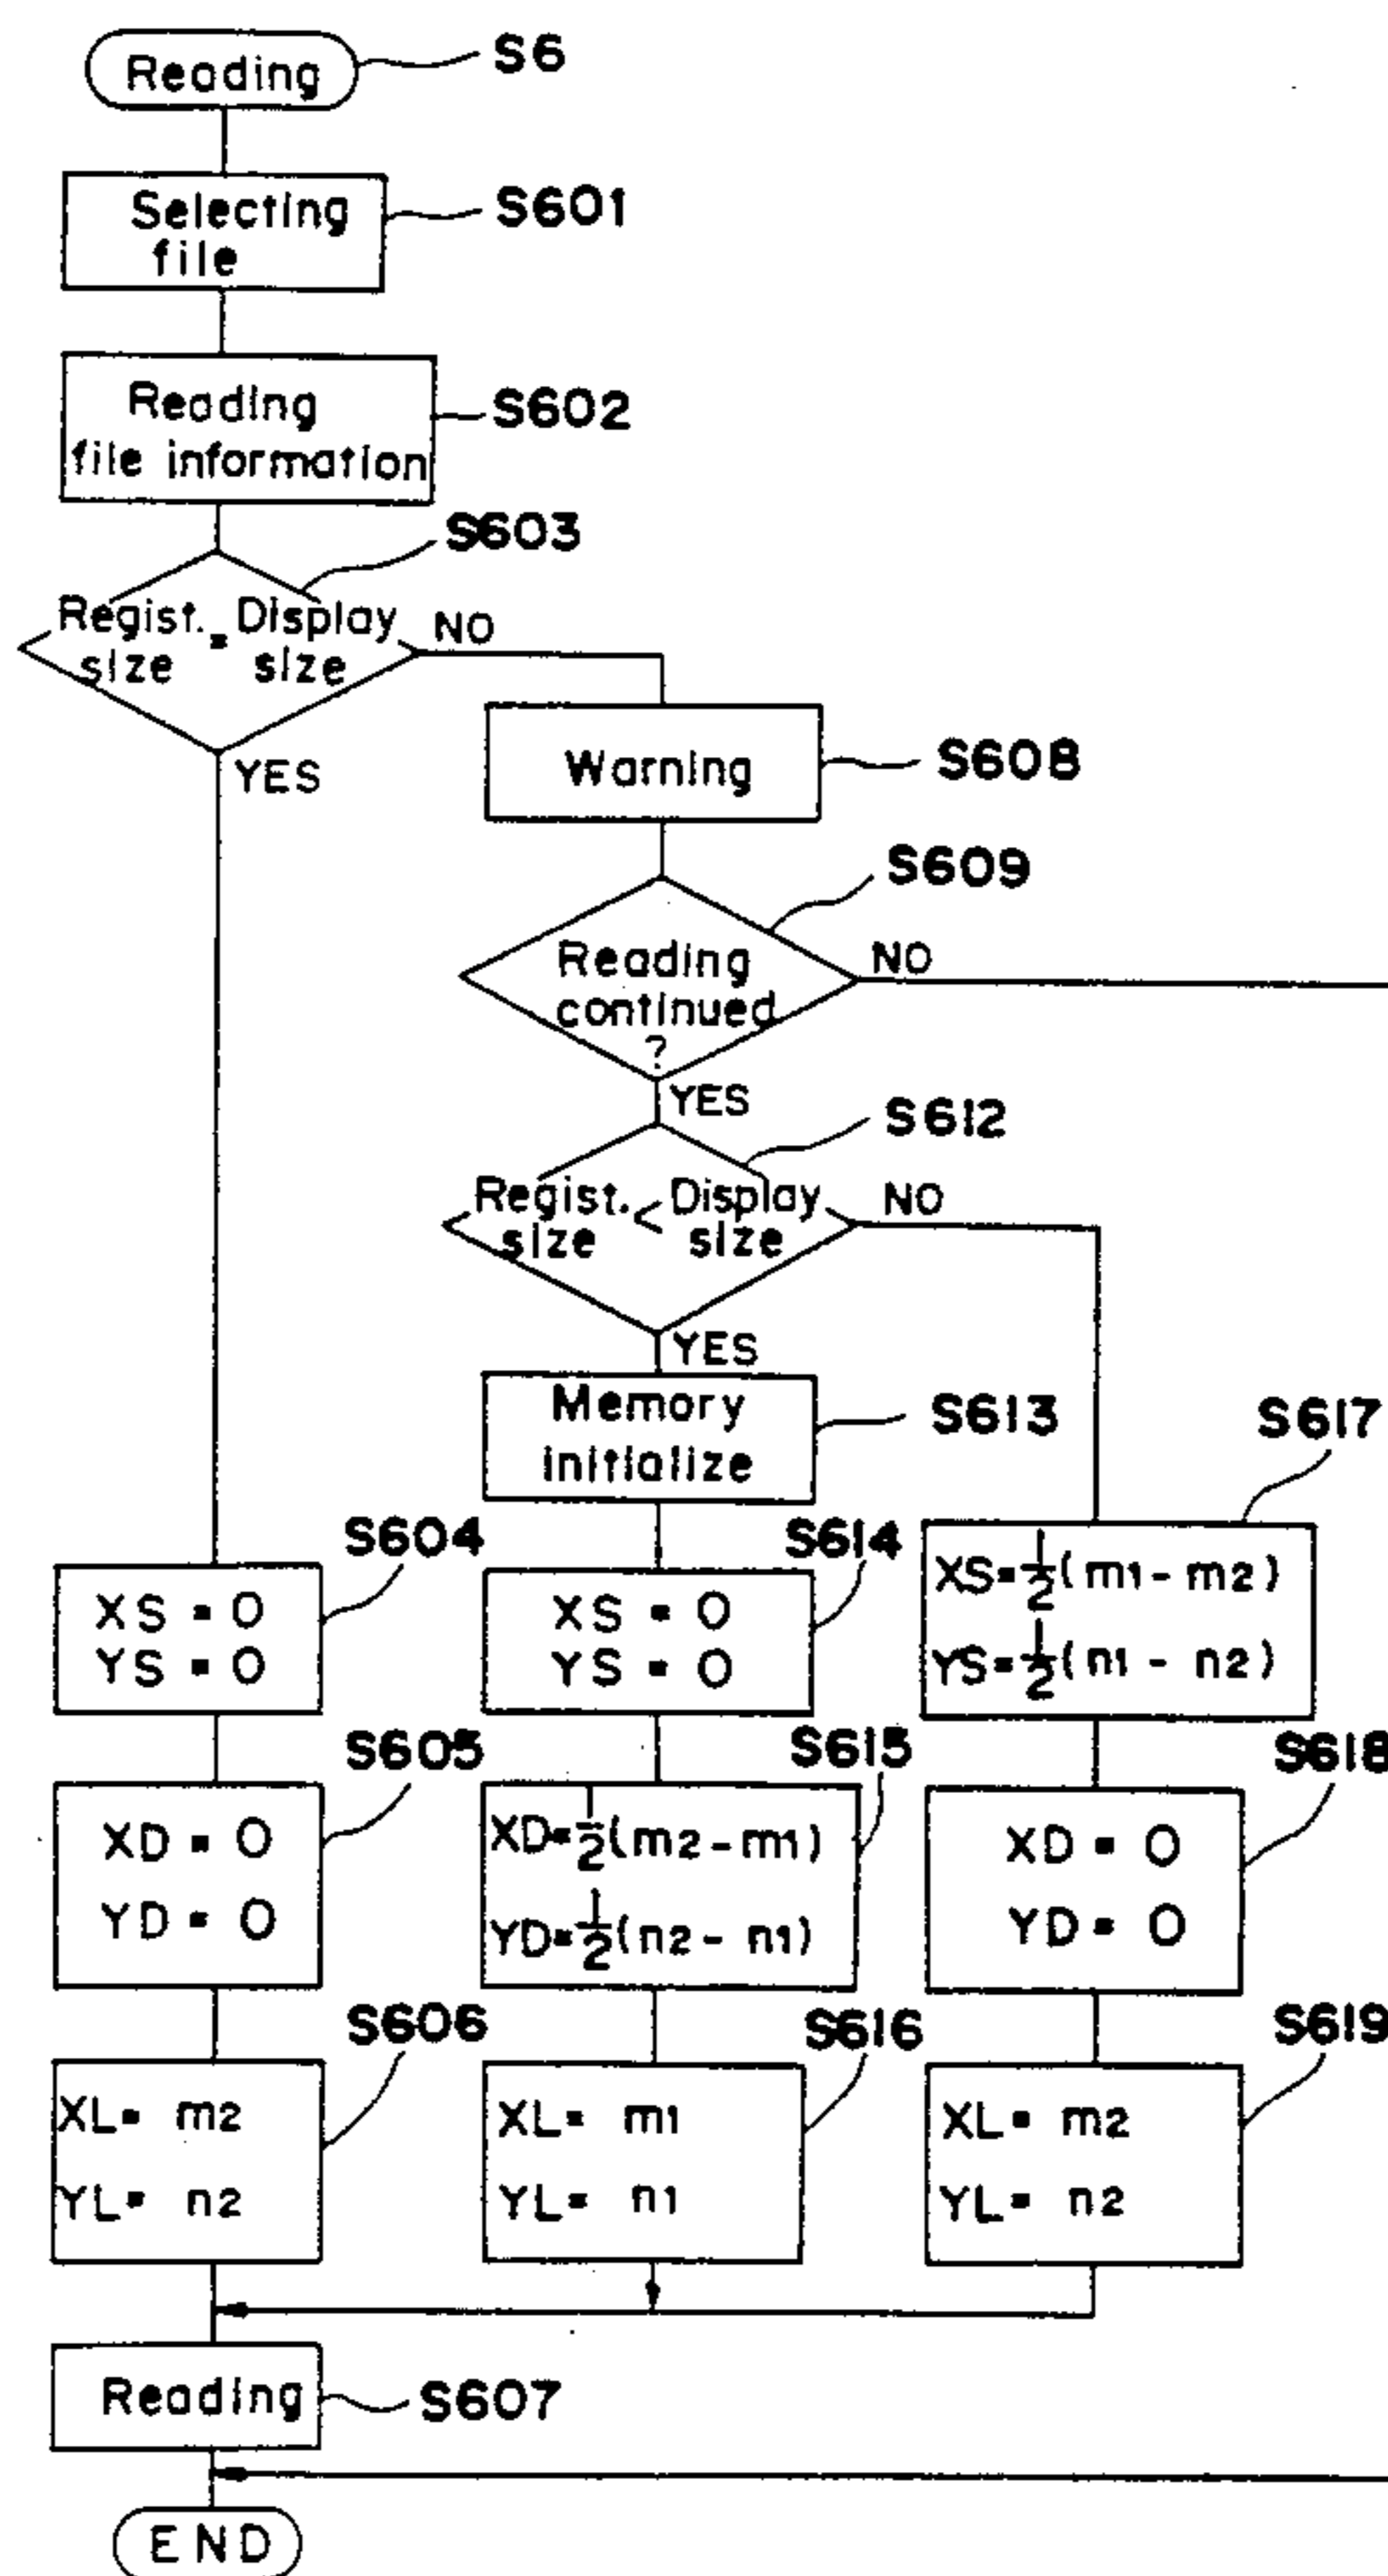 Reading
S6
Selecting
file
S601
Reading
file information
S602
S603
Regist. = Display
size size
NO
YES
Warning
S608
S609
Reading
continued
?
NO
YES
S612
Regist. < Display
size size
NO
YES
Memory
initialize
S613
S604
XS = 0
YS = 0
S614
XS = 0
YS = 0
S617
XS = 1/2 (m1 - m2)
YS = 1/2 (n1 - n2)
S605
XD = 0
YD = 0
S615
XD = 1/2 (m2 - m1)
YD = 1/2 (n2 - n1)
S618
XD = 0
YD = 0
S606
XL = m2
YL = n2
S616
XL = m1
YL = n1
S619
XL = m2
YL = n2
Reading
S607
END